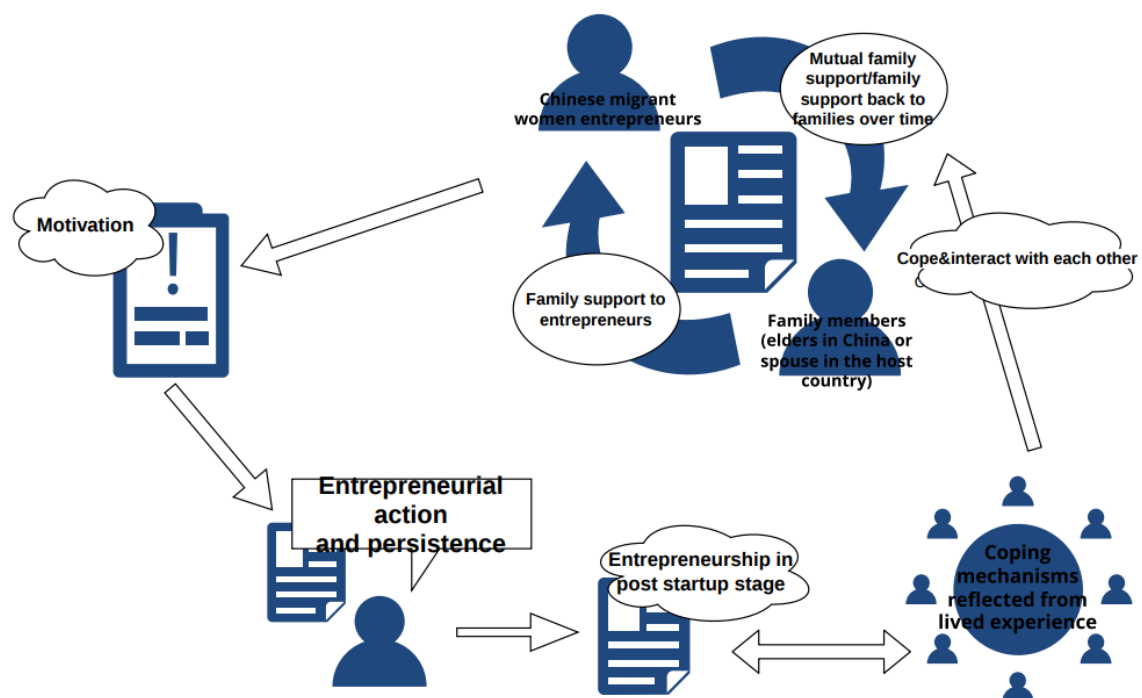 Chinese migrant
women entrepreneurs
Mutual family
support/family
support back to
families over time
Motivation
Cope&interact with each other
Family support to
entrepreneurs
Family members
(elders in China or
spouse in the host
country)
Entrepreneurial
action
and persistence
Entrepreneurship in
post startup stage
Coping
mechanisms
reflected from
lived experience